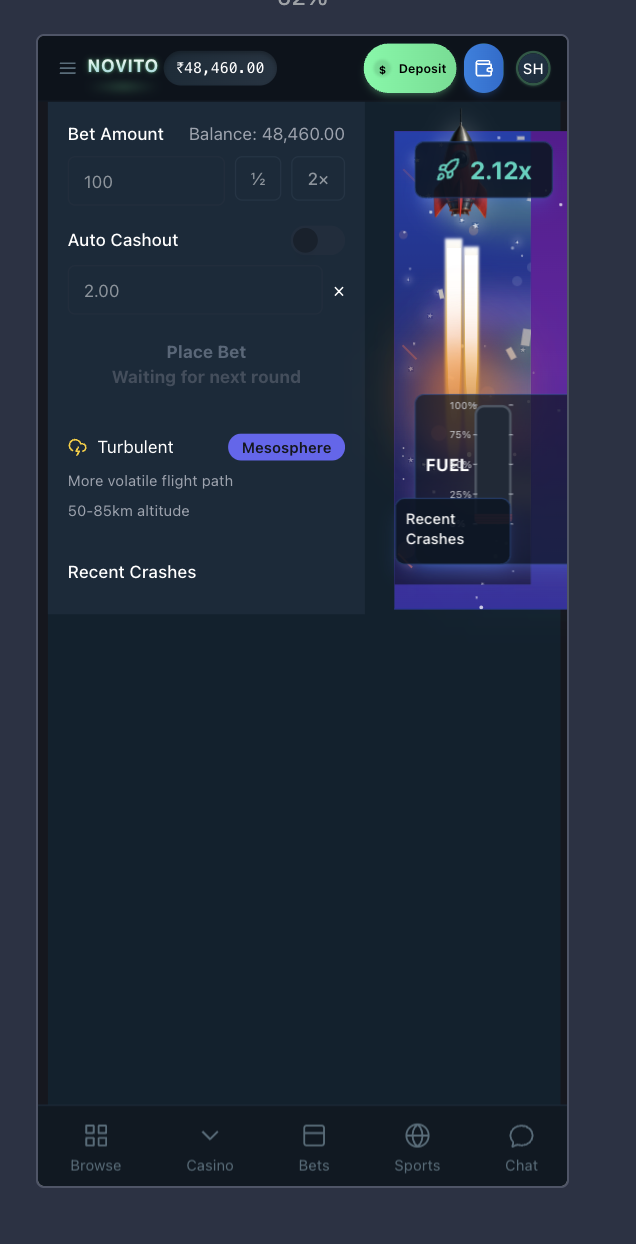 NOVITO
₹48,460.00
$ Deposit
SH
Bet Amount
Balance: 48,460.00
100
½
2×
Auto Cashout
2.00
×
Place Bet
Waiting for next round
Turbulent
Mesosphere
More volatile flight path
50-85km altitude
Recent Crashes
2.12x
100%
75%
FUEL
25%
Recent
Crashes
Browse
Casino
Bets
Sports
Chat